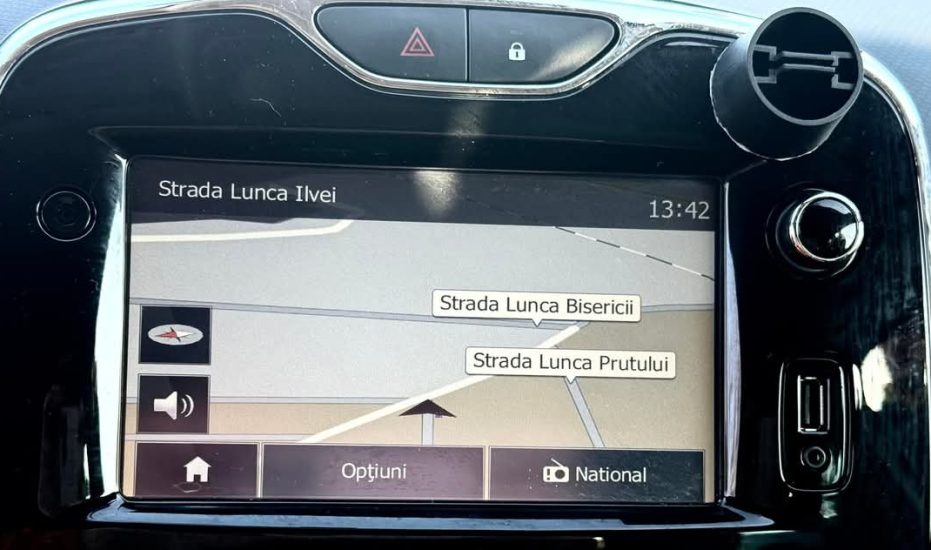 Strada Lunca Ilvei
13:42
Strada Lunca Bisericii
Strada Lunca Prutului
Opţiuni
National